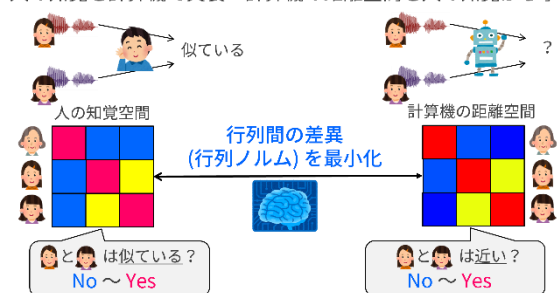 似ている
?
人の知覚空間
計算機の距離空間
行列間の差異
(行列ノルム) を最小化
と は似ている?
No ~ Yes
と は近い?
No ~ Yes